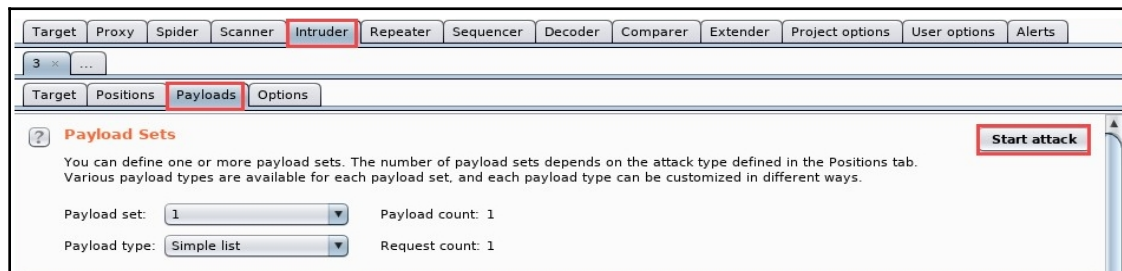 Target Proxy Spider Scanner Intruder Repeater Sequencer Decoder Comparer Extender Project options User options Alerts
3 × ...
Target Positions Payloads Options
? Payload Sets Start attack
You can define one or more payload sets. The number of payload sets depends on the attack type defined in the Positions tab.
Various payload types are available for each payload set, and each payload type can be customized in different ways.
Payload set: 1 Payload count: 1
Payload type: Simple list Request count: 1